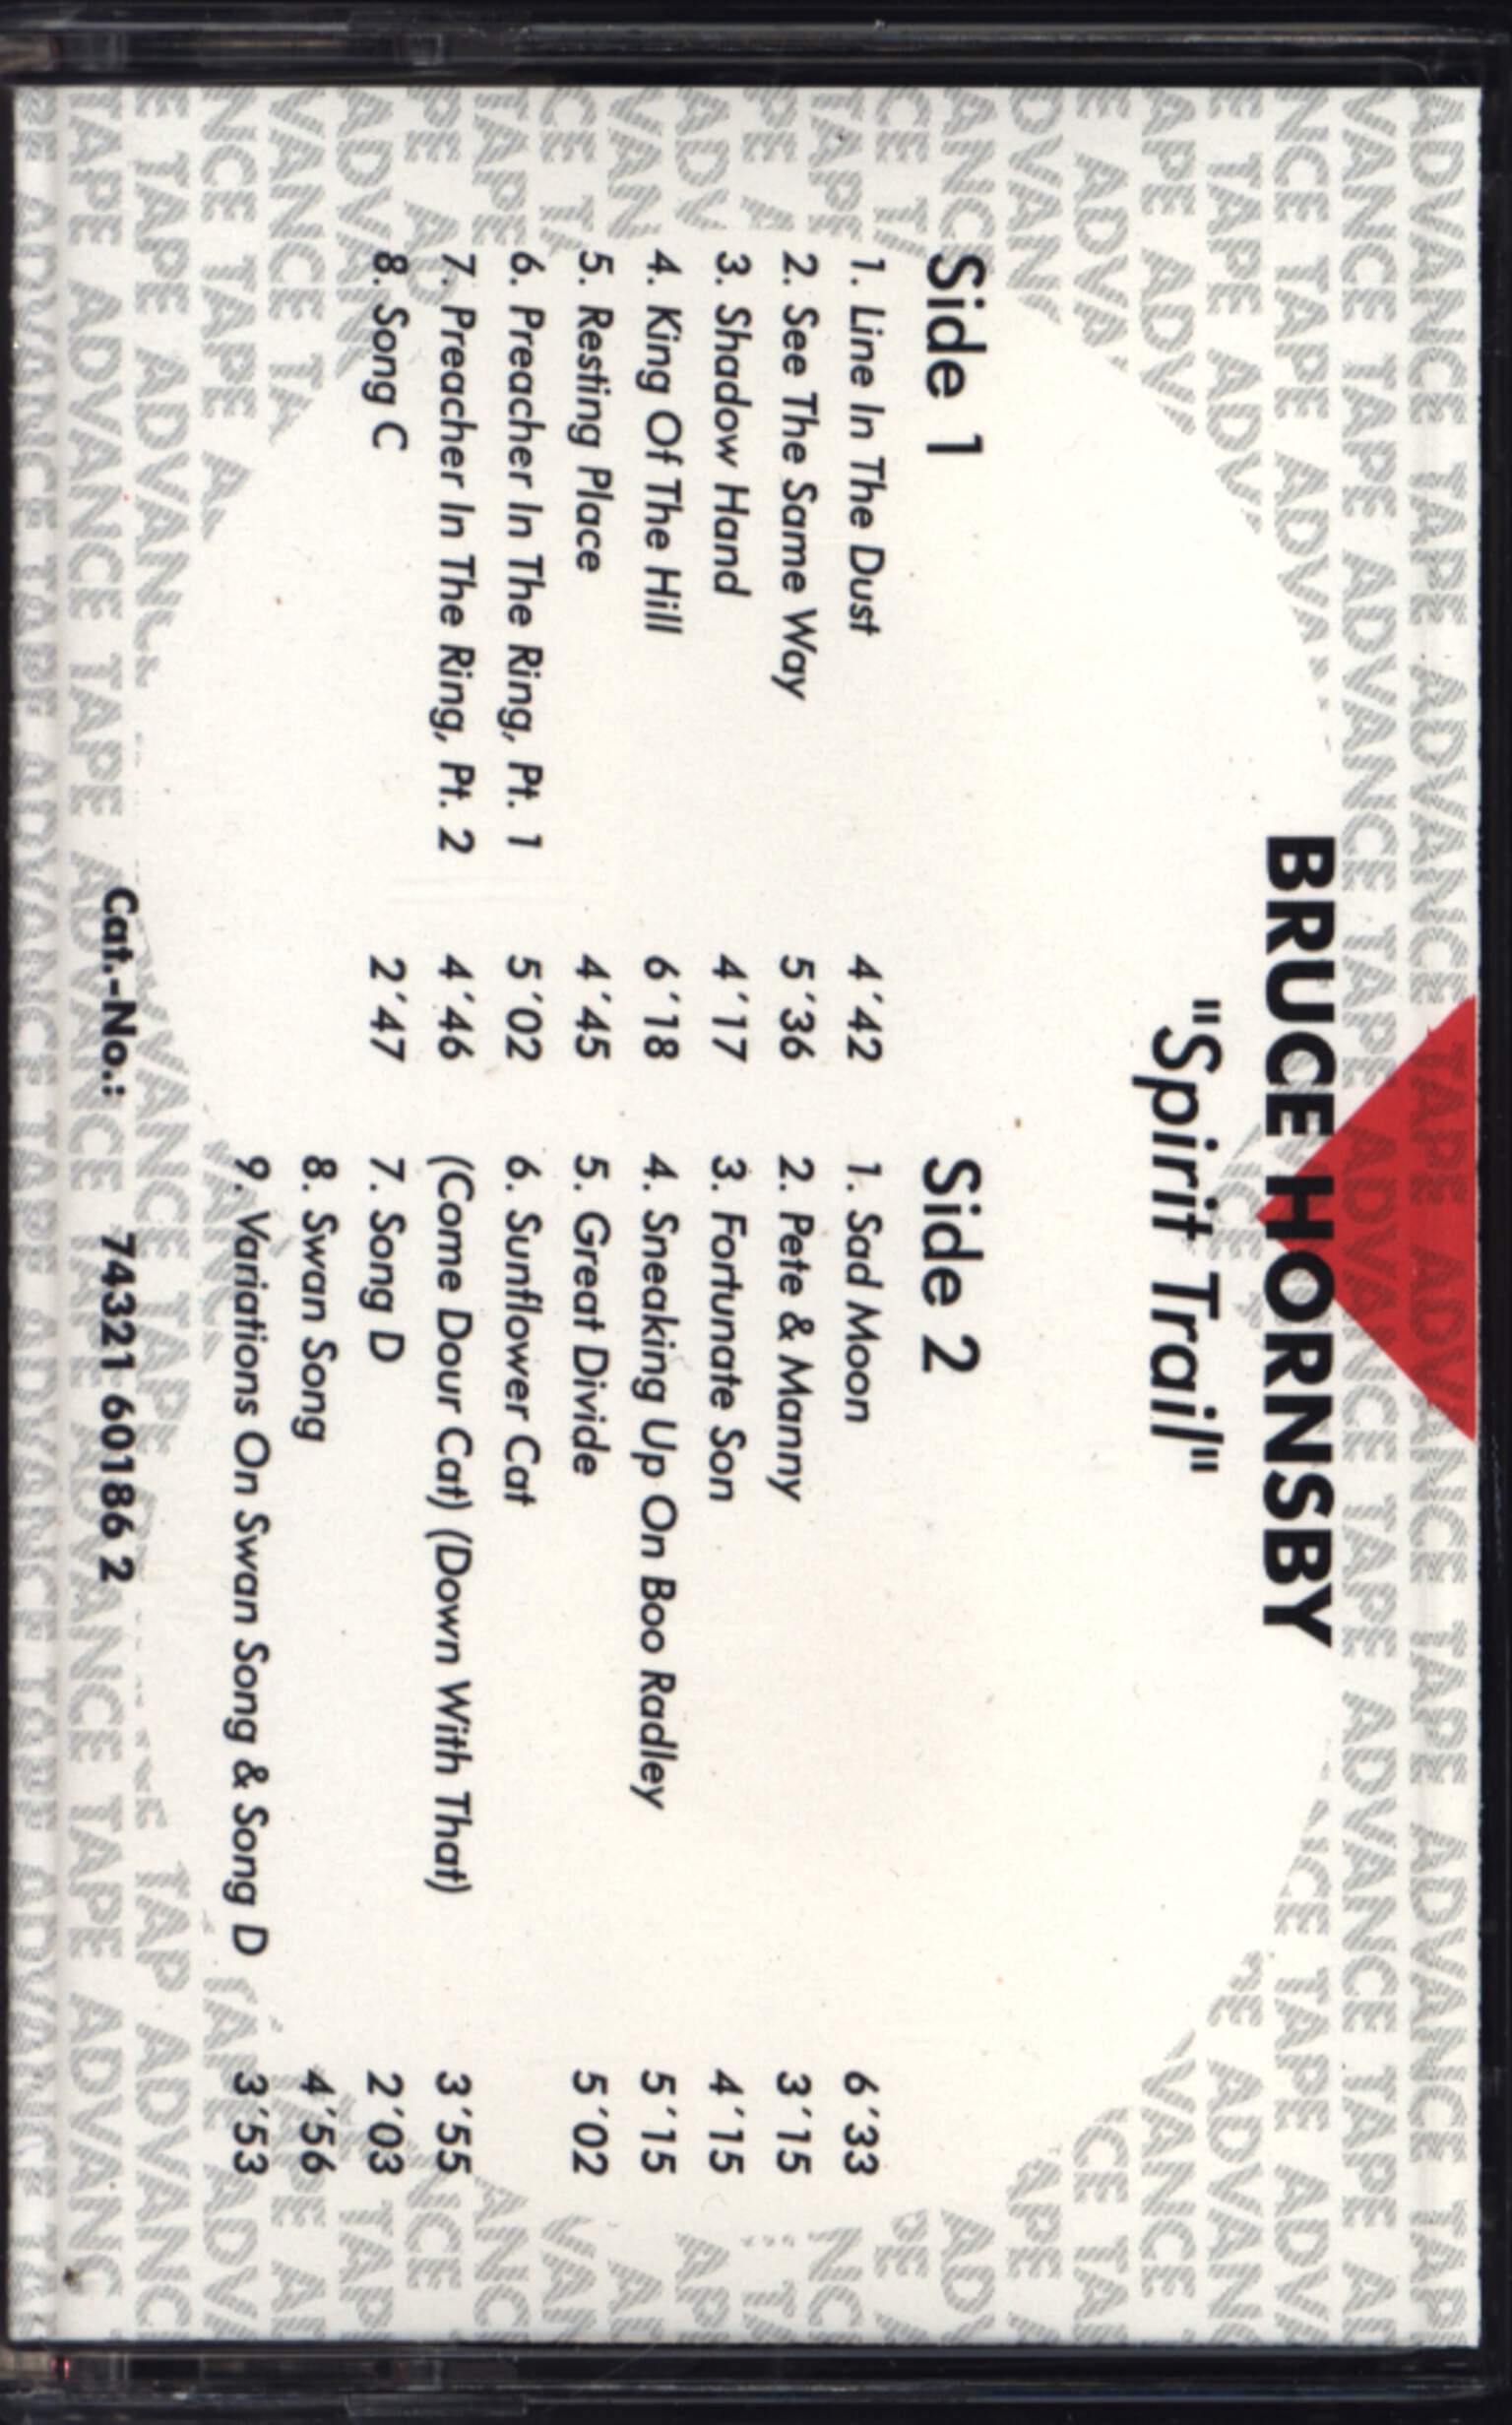 BRUCE HORNSBY
"Spirit Trail"
Side 1
1. Line In The Dust 4´42
2. See The Same Way 5´36
3. Shadow Hand 4´17
4. King Of The Hill 6´18
5. Resting Place 4´45
6. Preacher In The Ring, Pt. 1 5´02
7. Preacher In The Ring, Pt. 2 4´46
8. Song C 2´47
Side 2
1. Sad Moon 6´33
2. Pete & Manny 3´15
3. Fortunate Son 4´15
4. Sneaking Up On Boo Radley 5´15
5. Great Divide 5´02
6. Sunflower Cat
(Come Dour Cat) (Down With That) 3´55
7. Song D 2´03
8. Swan Song 4´56
9. Variations On Swan Song & Song D 3´53
Cat.-No.: 74321 60186 2